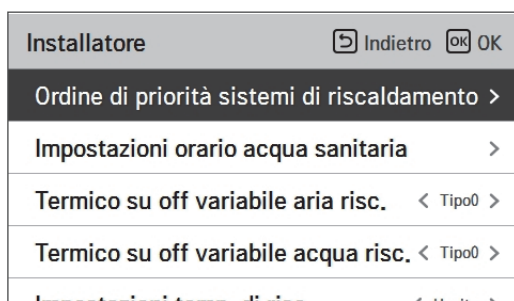 Installatore Indietro OK OK
Ordine di priorità sistemi di riscaldamento >
Impostazioni orario acqua sanitaria >
Termico su off variabile aria risc. < Tipo0 >
Termico su off variabile acqua risc. < Tipo0 >